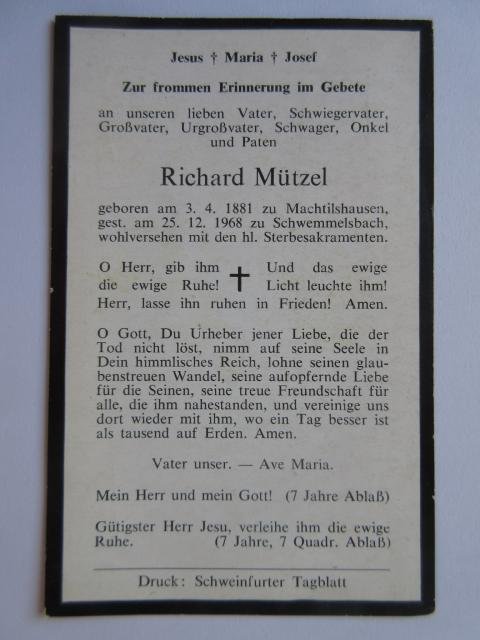 Jesus † Maria † Josef
Zur frommen Erinnerung im Gebete
an unseren lieben Vater, Schwiegervater,
Großvater, Urgroßvater, Schwager, Onkel
und Paten
Richard Mützel
geboren am 3. 4. 1881 zu Machtilshausen,
gest. am 25. 12. 1968 zu Schwemmelsbach,
wohlversehen mit den hl. Sterbesakramenten.
O Herr, gib ihm † Und das ewige
die ewige Ruhe! Licht leuchte ihm!
Herr, lasse ihn ruhen in Frieden! Amen.
O Gott, Du Urheber jener Liebe, die der
Tod nicht löst, nimm auf seine Seele in
Dein himmlisches Reich, lohne seinen glau-
benstreuen Wandel, seine aufopfernde Liebe
für die Seinen, seine treue Freundschaft für
alle, die ihm nahestanden, und vereinige uns
dort wieder mit ihm, wo ein Tag besser ist
als tausend auf Erden. Amen.
Vater unser. — Ave Maria.
Mein Herr und mein Gott! (7 Jahre Ablaß)
Gütigster Herr Jesu, verleihe ihm die ewige
Ruhe. (7 Jahre, 7 Quadr. Ablaß)
Druck: Schweinfurter Tagblatt